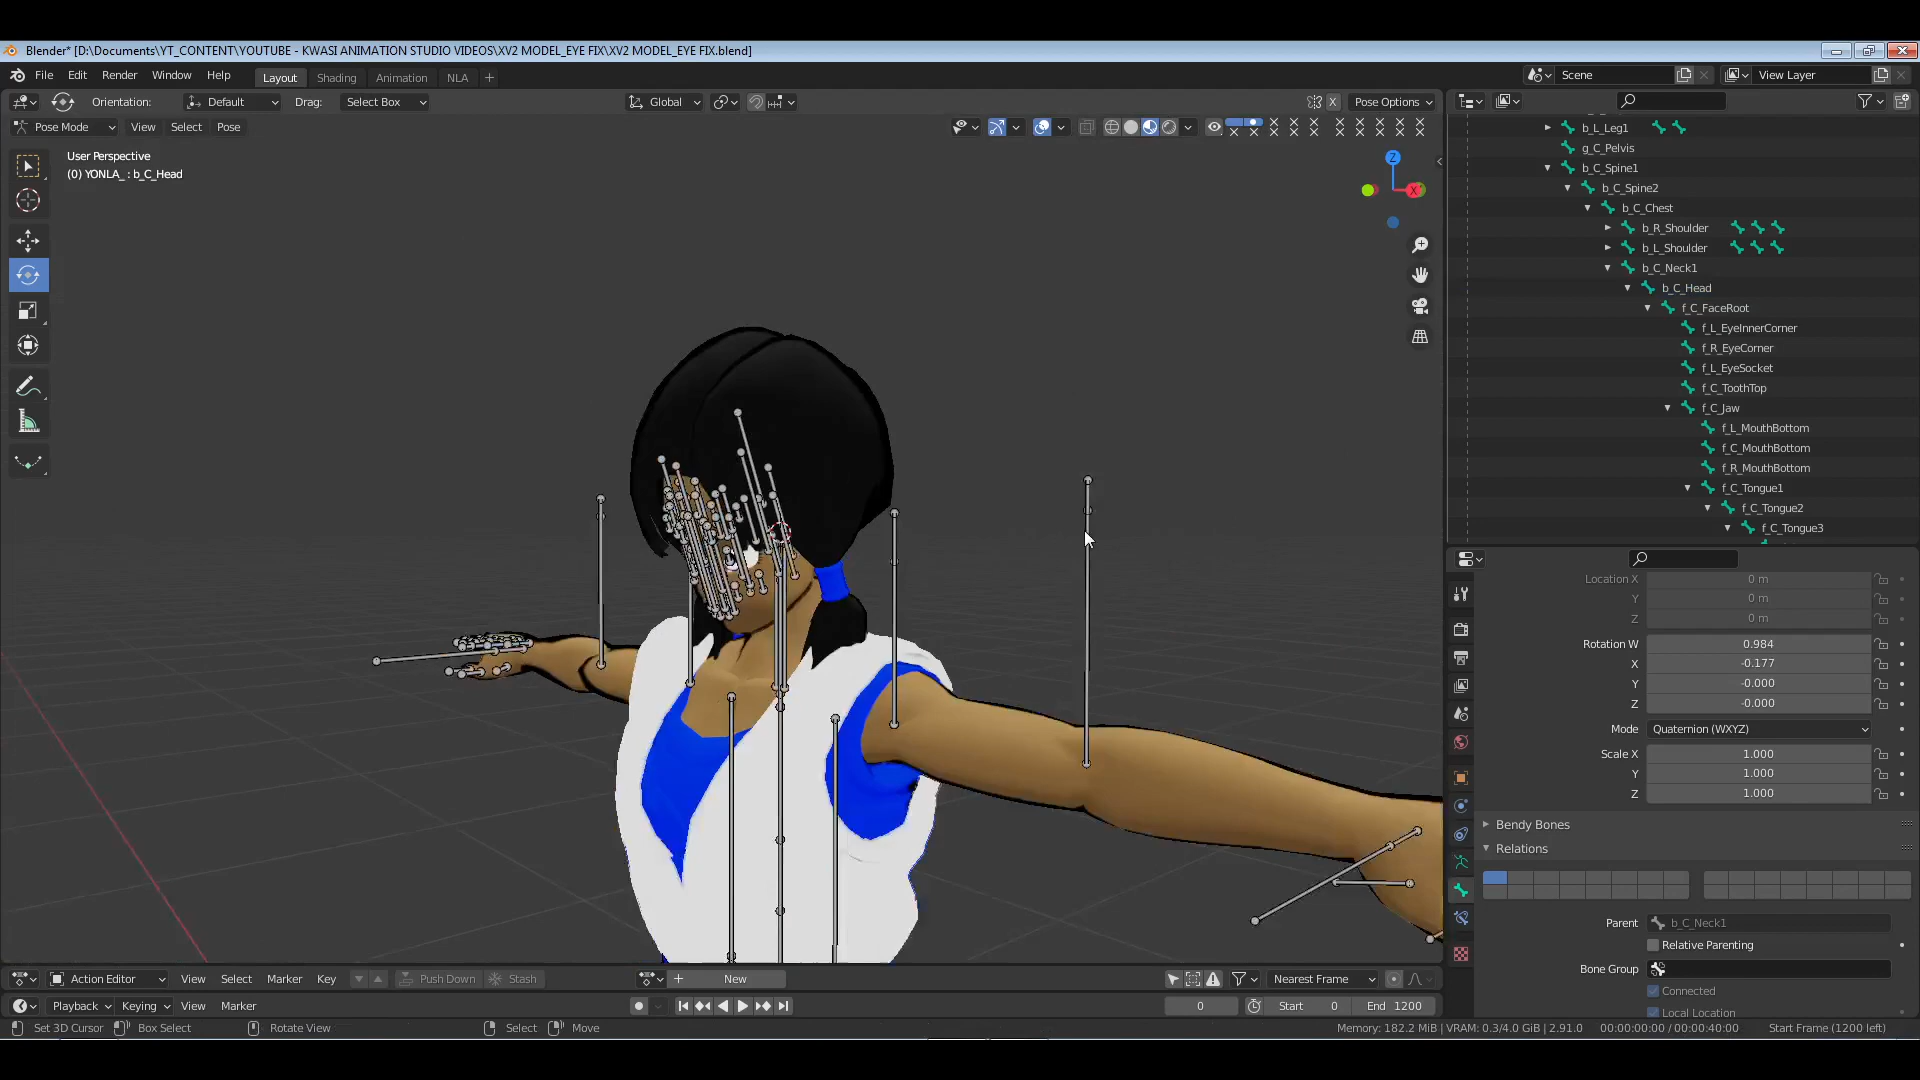 Blender* [D:\Documents\YT_CONTENT\YOUTUBE - KWASI ANIMATION STUDIO VIDEOS\XV2 MODEL_EYE FIX\XV2 MODEL_EYE FIX.blend]
File Edit Render Window Help Layout Shading Animation NLA + Scene View Layer
Orientation: Default Drag: Select Box Global X Pose Options
Pose Mode View Select Pose
User Perspective
(0) YONLA_ : b_C_Head
Z
X
b_L_Leg1
g_C_Pelvis
b_C_Spine1
b_C_Spine2
b_C_Chest
b_R_Shoulder
b_L_Shoulder
b_C_Neck1
b_C_Head
f_C_FaceRoot
f_L_EyeInnerCorner
f_R_EyeCorner
f_L_EyeSocket
f_C_ToothTop
f_C_Jaw
f_L_MouthBottom
f_C_MouthBottom
f_R_MouthBottom
f_C_Tongue1
f_C_Tongue2
f_C_Tongue3
Location X 0 m
Y 0 m
Z 0 m
Rotation W 0.984
X -0.177
Y -0.000
Z -0.000
Mode Quaternion (WXYZ)
Scale X 1.000
Y 1.000
Z 1.000
Bendy Bones
Relations
Parent b_C_Neck1
Relative Parenting
Bone Group
Connected
Local Location
Action Editor View Select Marker Key Push Down Stash + New Nearest Frame
Playback Keying View Marker 0 Start 0 End 1200
Set 3D Cursor Box Select Rotate View Select Move Memory: 182.2 MiB | VRAM: 0.3/4.0 GiB | 2.91.0 00:00:00:00 / 00:00:40:00 Start Frame (1200 left)